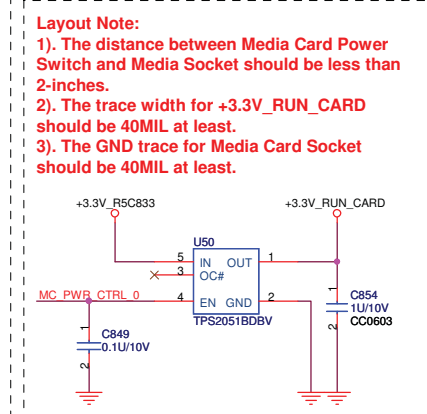 Layout Note:
1). The distance between Media Card Power
Switch and Media Socket should be less than
2-inches.
2). The trace width for +3.3V_RUN_CARD
should be 40MIL at least.
3). The GND trace for Media Card Socket
should be 40MIL at least.
+3.3V_R5C833
+3.3V_RUN_CARD
U50
5 IN OUT 1
3 OC#
MC_PWR_CTRL_0 4 EN GND 2
TPS2051BDBV
1
C849
0.1U/10V
2
1
C854
1U/10V
CC0603
2